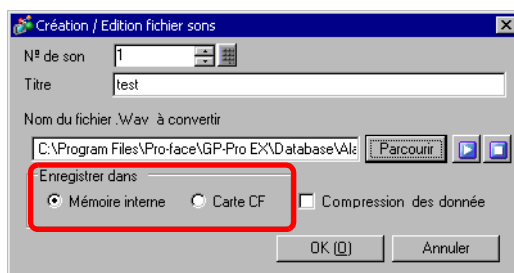 Création / Edition fichier sons
Nº de son 1
Titre test
Nom du fichier .Wav à convertir
C:\Program Files\Pro-face\GP-Pro EX\Database\Ala Parcourir
Enregistrer dans
Mémoire interne Carte CF Compression des donnée
OK (O) Annuler